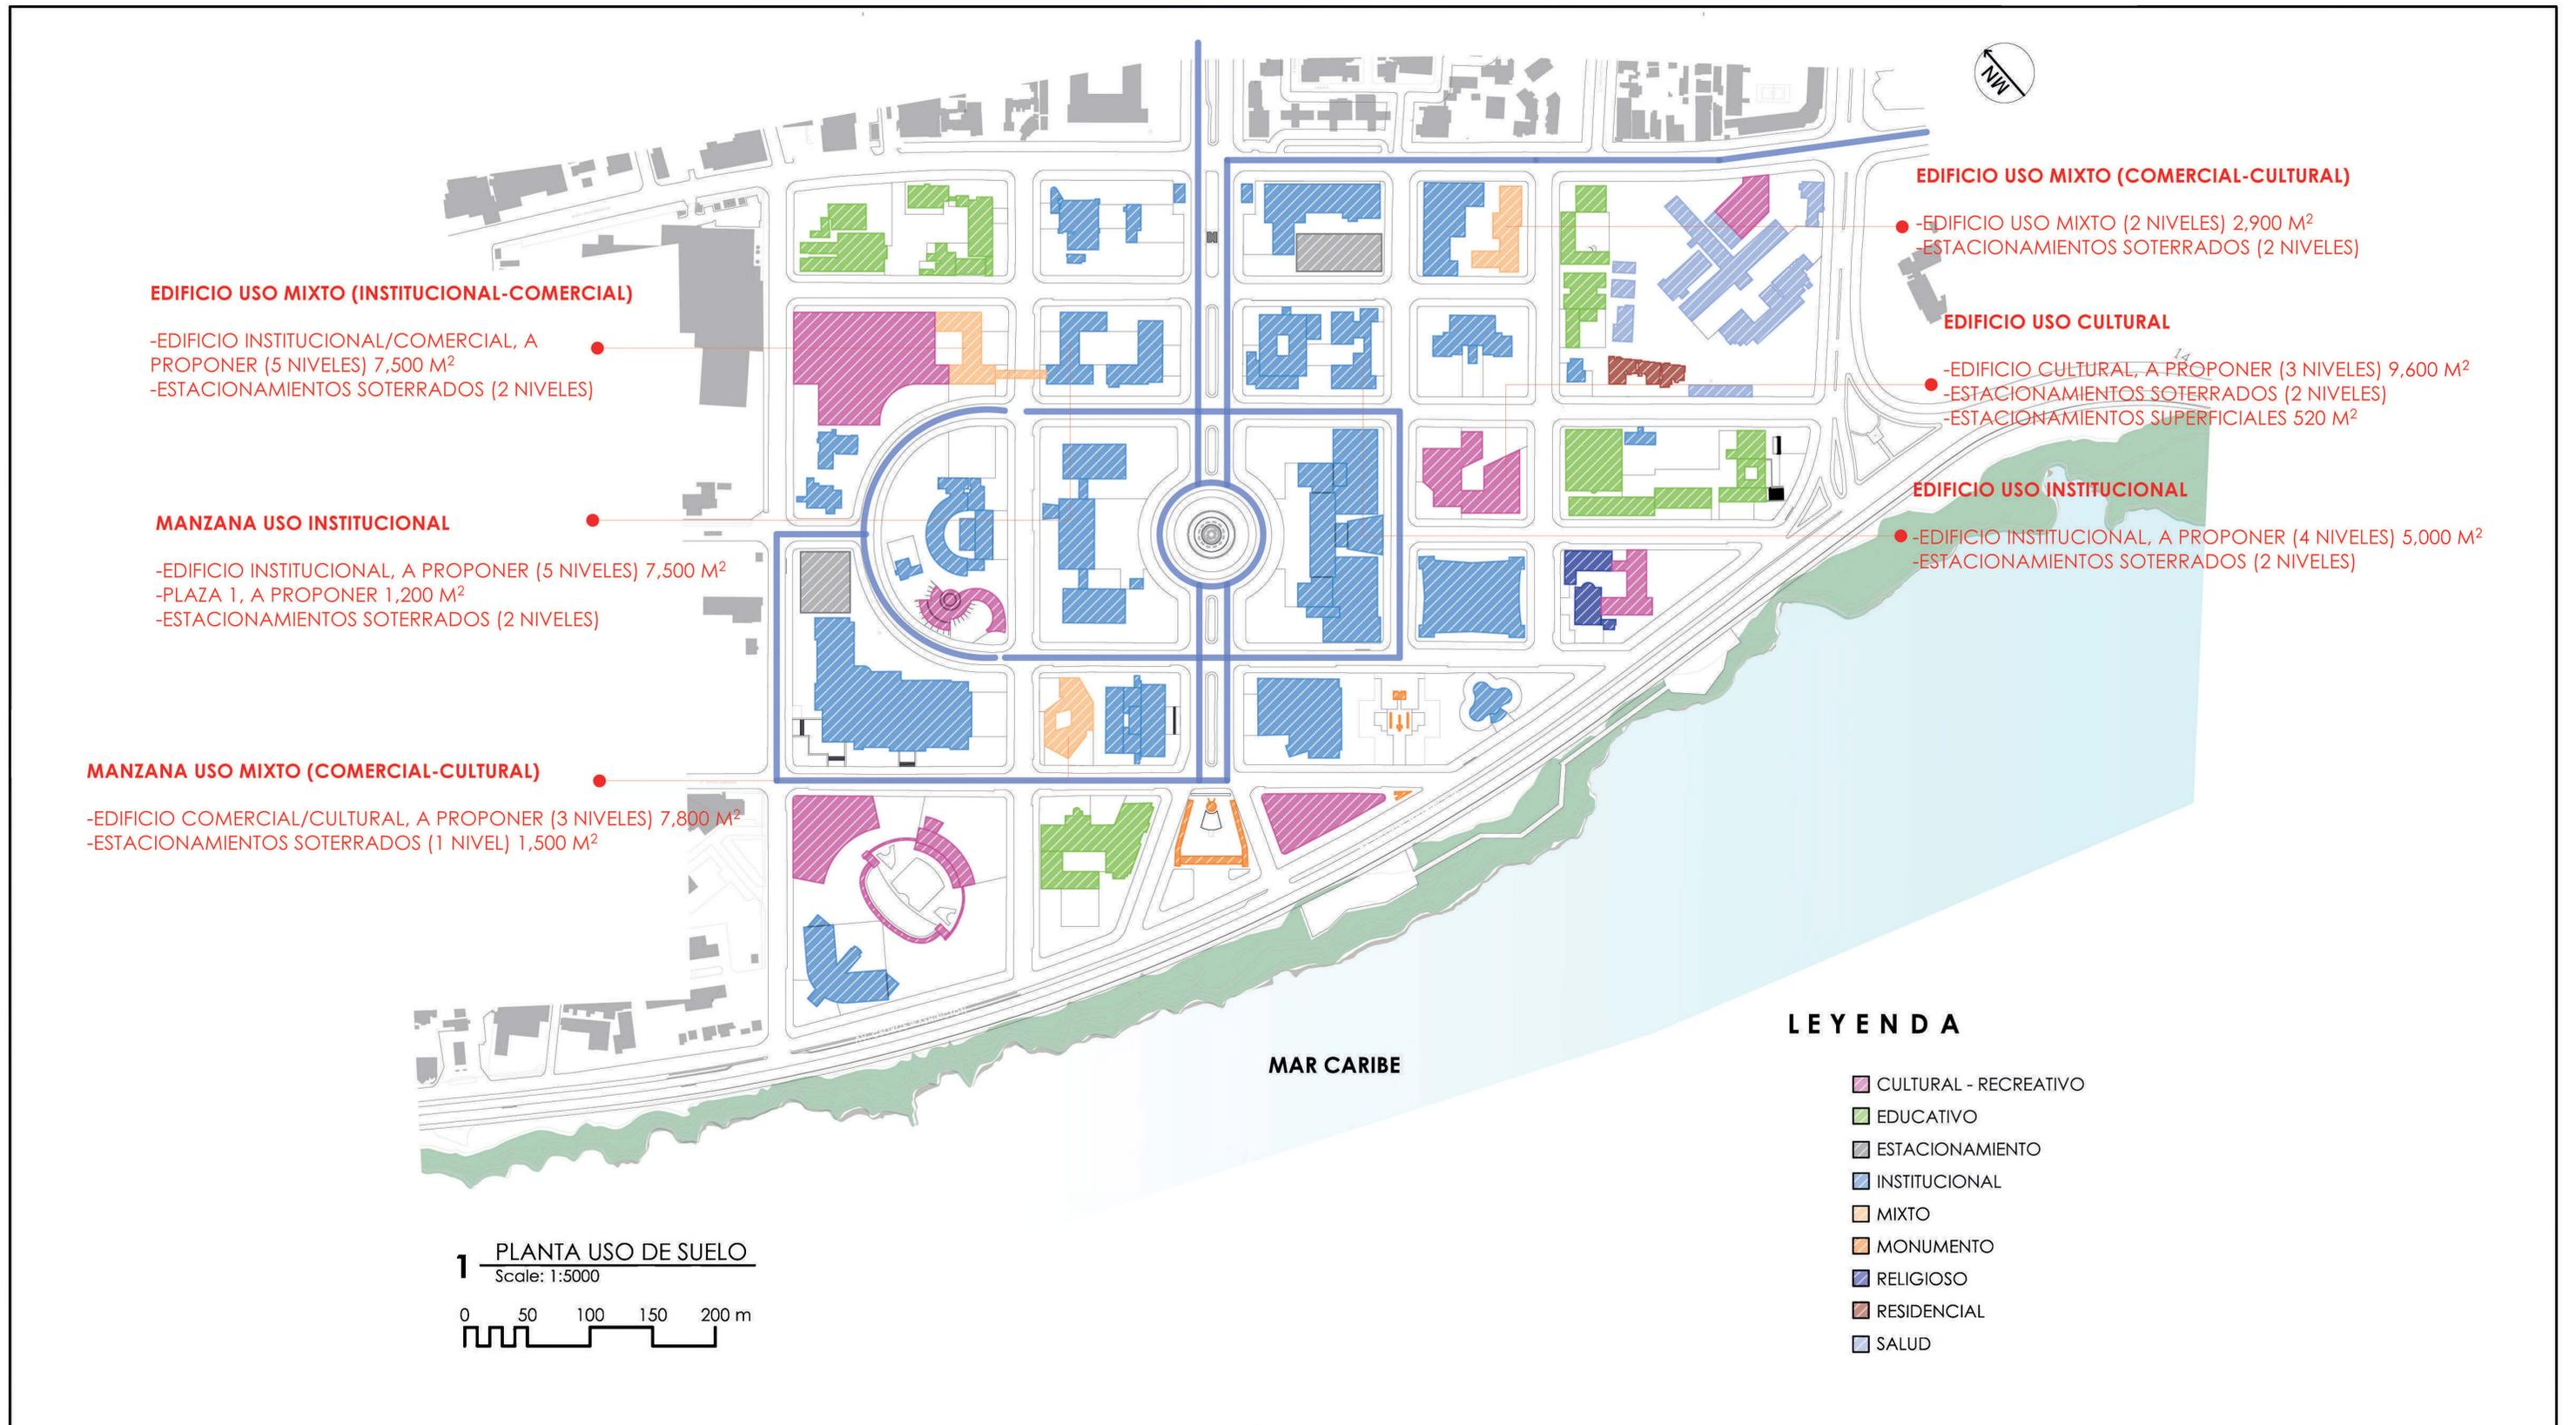 MN
EDIFICIO USO MIXTO (COMERCIAL-CULTURAL)
-EDIFICIO USO MIXTO (2 NIVELES) 2,900 M²
-ESTACIONAMIENTOS SOTERRADOS (2 NIVELES)
EDIFICIO USO MIXTO (INSTITUCIONAL-COMERCIAL)
-EDIFICIO INSTITUCIONAL/COMERCIAL, A
PROPONER (5 NIVELES) 7,500 M²
-ESTACIONAMIENTOS SOTERRADOS (2 NIVELES)
EDIFICIO USO CULTURAL
14
-EDIFICIO CULTURAL, A PROPONER (3 NIVELES) 9,600 M²
-ESTACIONAMIENTOS SOTERRADOS (2 NIVELES)
-ESTACIONAMIENTOS SUPERFICIALES 520 M²
EDIFICIO USO INSTITUCIONAL
-EDIFICIO INSTITUCIONAL, A PROPONER (4 NIVELES) 5,000 M²
-ESTACIONAMIENTOS SOTERRADOS (2 NIVELES)
MANZANA USO INSTITUCIONAL
-EDIFICIO INSTITUCIONAL, A PROPONER (5 NIVELES) 7,500 M²
-PLAZA 1, A PROPONER 1,200 M²
-ESTACIONAMIENTOS SOTERRADOS (2 NIVELES)
MANZANA USO MIXTO (COMERCIAL-CULTURAL)
-EDIFICIO COMERCIAL/CULTURAL, A PROPONER (3 NIVELES) 7,800 M²
-ESTACIONAMIENTOS SOTERRADOS (1 NIVEL) 1,500 M²
MAR CARIBE
LEYENDA
CULTURAL - RECREATIVO
EDUCATIVO
ESTACIONAMIENTO
INSTITUCIONAL
MIXTO
MONUMENTO
RELIGIOSO
RESIDENCIAL
SALUD
1 PLANTA USO DE SUELO
Scale: 1:5000
0 50 100 150 200 m